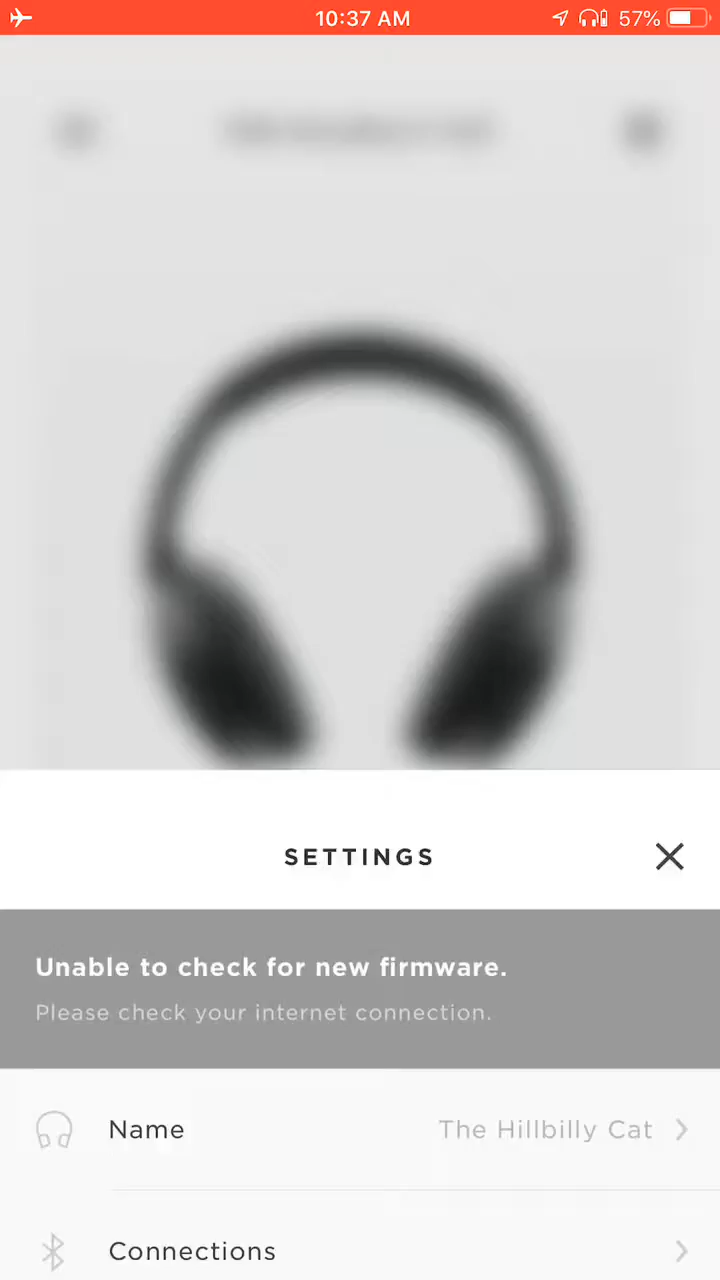 10:37 AM
57%
SETTINGS
Unable to check for new firmware.
Please check your internet connection.
Name
The Hillbilly Cat
Connections